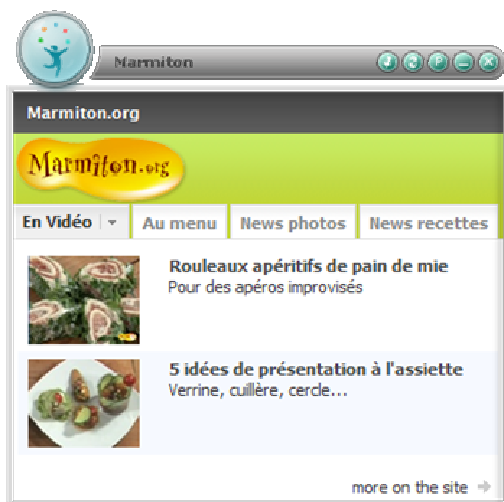 Marmiton
Marmiton.org
Marmiton.org
En Vidéo
Au menu
News photos
News recettes
Rouleaux apéritifs de pain de mie
Pour des apéros improvisés
5 idées de présentation à l'assiette
Verrine, cuillère, cercle...
more on the site